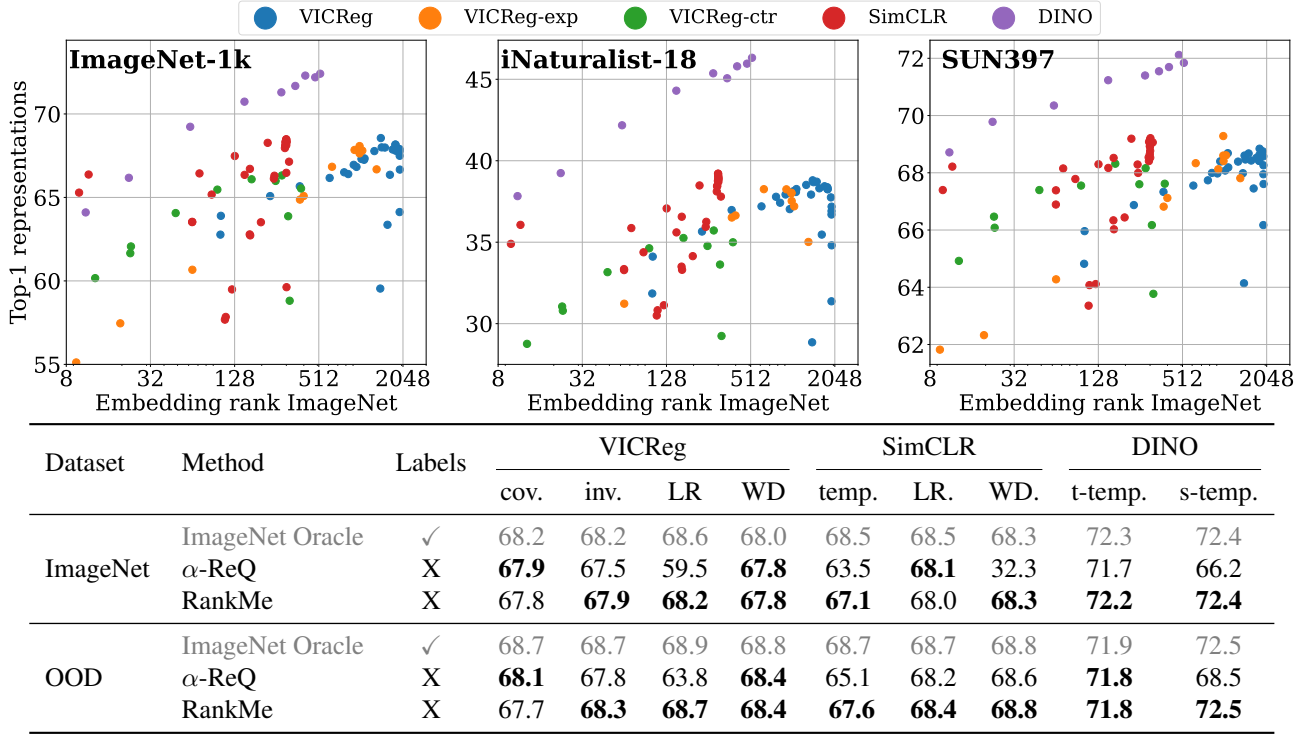 VICReg VICReg-exp VICReg-ctr SimCLR DINO
ImageNet-1k iNaturalist-18 SUN397
Top-1 representations
70
65
60
55
8 32 128 512 2048
Embedding rank ImageNet
45
40
35
30
8 32 128 512 2048
Embedding rank ImageNet
72
70
68
66
64
62
8 32 128 512 2048
Embedding rank ImageNet
Dataset Method Labels VICReg SimCLR DINO
cov. inv. LR WD temp. LR. WD. t-temp. s-temp.
ImageNet Oracle ✓ 68.2 68.2 68.6 68.0 68.5 68.5 68.3 72.3 72.4
ImageNet α-ReQ X 67.9 67.5 59.5 67.8 63.5 68.1 32.3 71.7 66.2
RankMe X 67.8 67.9 68.2 67.8 67.1 68.0 68.3 72.2 72.4
ImageNet Oracle ✓ 68.7 68.7 68.9 68.8 68.7 68.7 68.8 71.9 72.5
OOD α-ReQ X 68.1 67.8 63.8 68.4 65.1 68.2 68.6 71.8 68.5
RankMe X 67.7 68.3 68.7 68.4 67.6 68.4 68.8 71.8 72.5